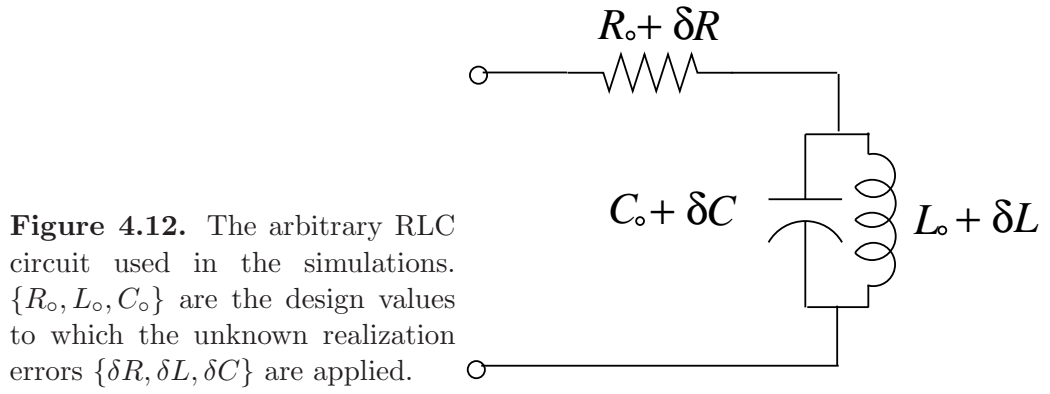 R∘+ δR
C∘+ δC
L∘+ δL
Figure 4.12. The arbitrary RLC
circuit used in the simulations.
{R∘, L∘, C∘} are the design values
to which the unknown realization
errors {δR, δL, δC} are applied.